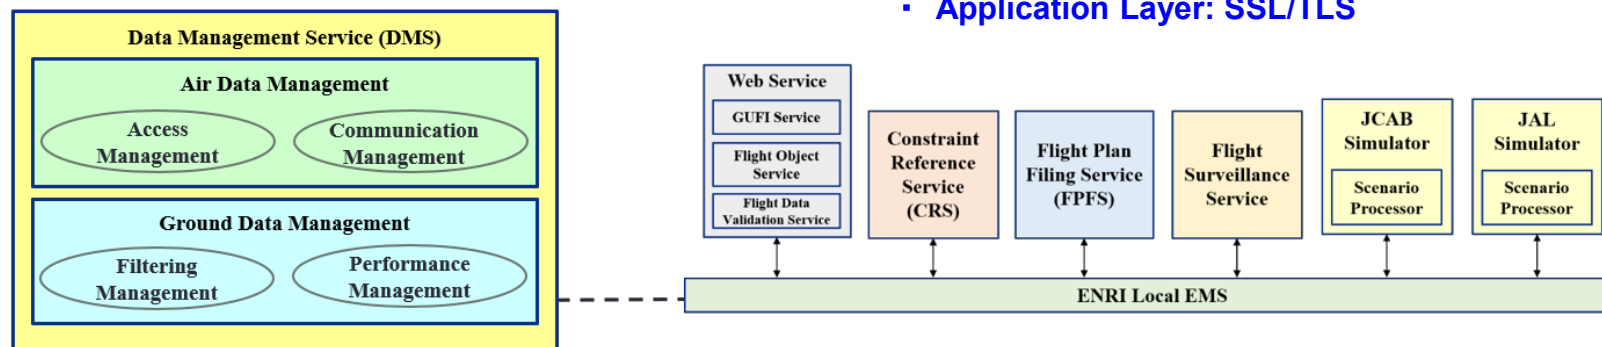 ▪ Application Layer: SSL/TLS
Data Management Service (DMS)
Air Data Management
Access
Management
Communication
Management
Ground Data Management
Filtering
Management
Performance
Management
Web Service
GUFI Service
Flight Object
Service
Flight Data
Validation Service
Constraint
Reference
Service
(CRS)
Flight Plan
Filing Service
(FPFS)
Flight
Surveillance
Service
JCAB
Simulator
Scenario
Processor
JAL
Simulator
Scenario
Processor
ENRI Local EMS